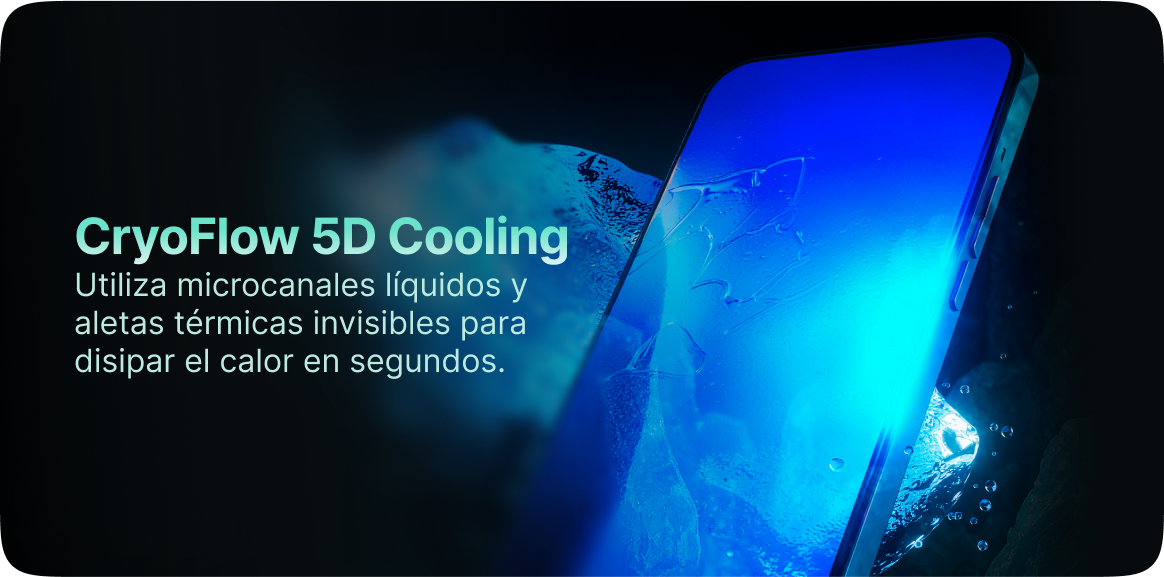 CryoFlow 5D Cooling
Utiliza microcanales líquidos y
aletas térmicas invisibles para
disipar el calor en segundos.